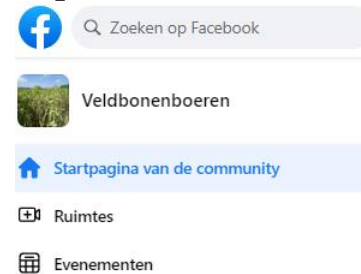 Zoeken op Facebook
Veldbonenboeren
Startpagina van de community
Ruimtes
Evenementen